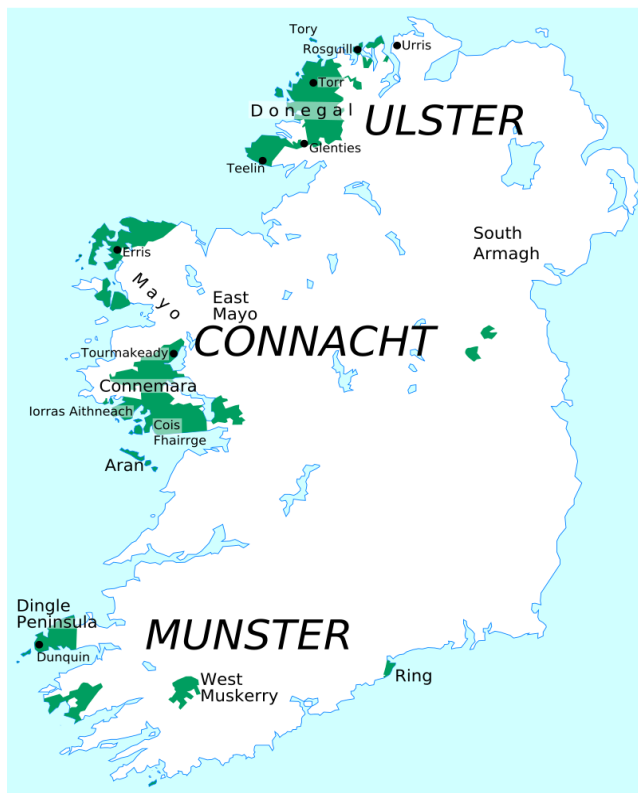 Tory
Rosguill
Urris
Torr
Donegal
ULSTER
Glenties
Teelin
South
Armagh
Erris
Mayo
East
Mayo
CONNACHT
Tourmakeady
Connemara
Iorras Aithneach
Cois
Fhairrge
Aran
Dingle
Peninsula
MUNSTER
Dunquin
West
Muskerry
Ring